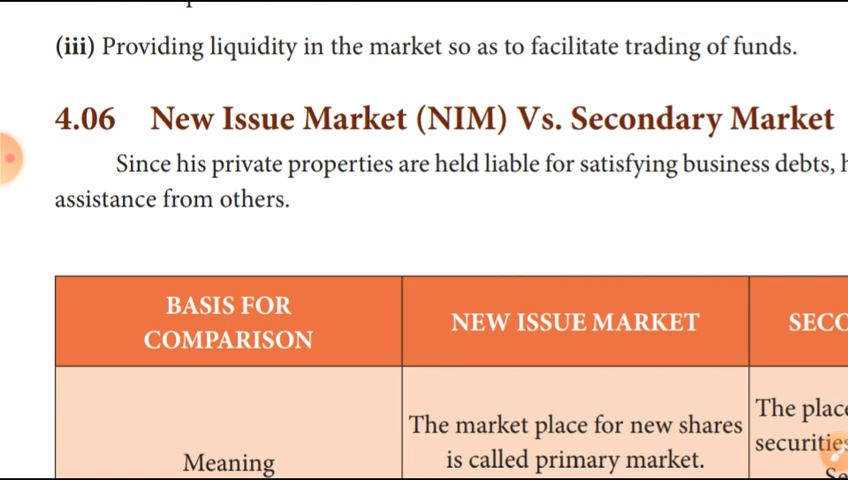 (iii) Providing liquidity in the market so as to facilitate trading of funds.
4.06 New Issue Market (NIM) Vs. Secondary Market
Since his private properties are held liable for satisfying business debts,
assistance from others.
BASIS FOR
COMPARISON
NEW ISSUE MARKET
SECO
Meaning
The market place for new shares
is called primary market.
The place
securities